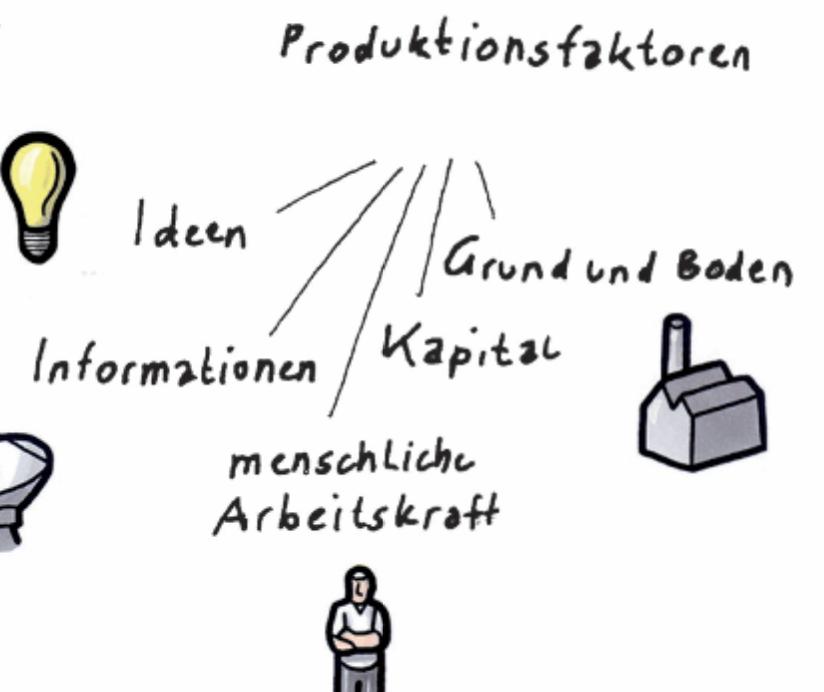 Produktionsfaktoren
Ideen
Grund und Boden
Informationen
Kapital
menschliche
Arbeitskraft